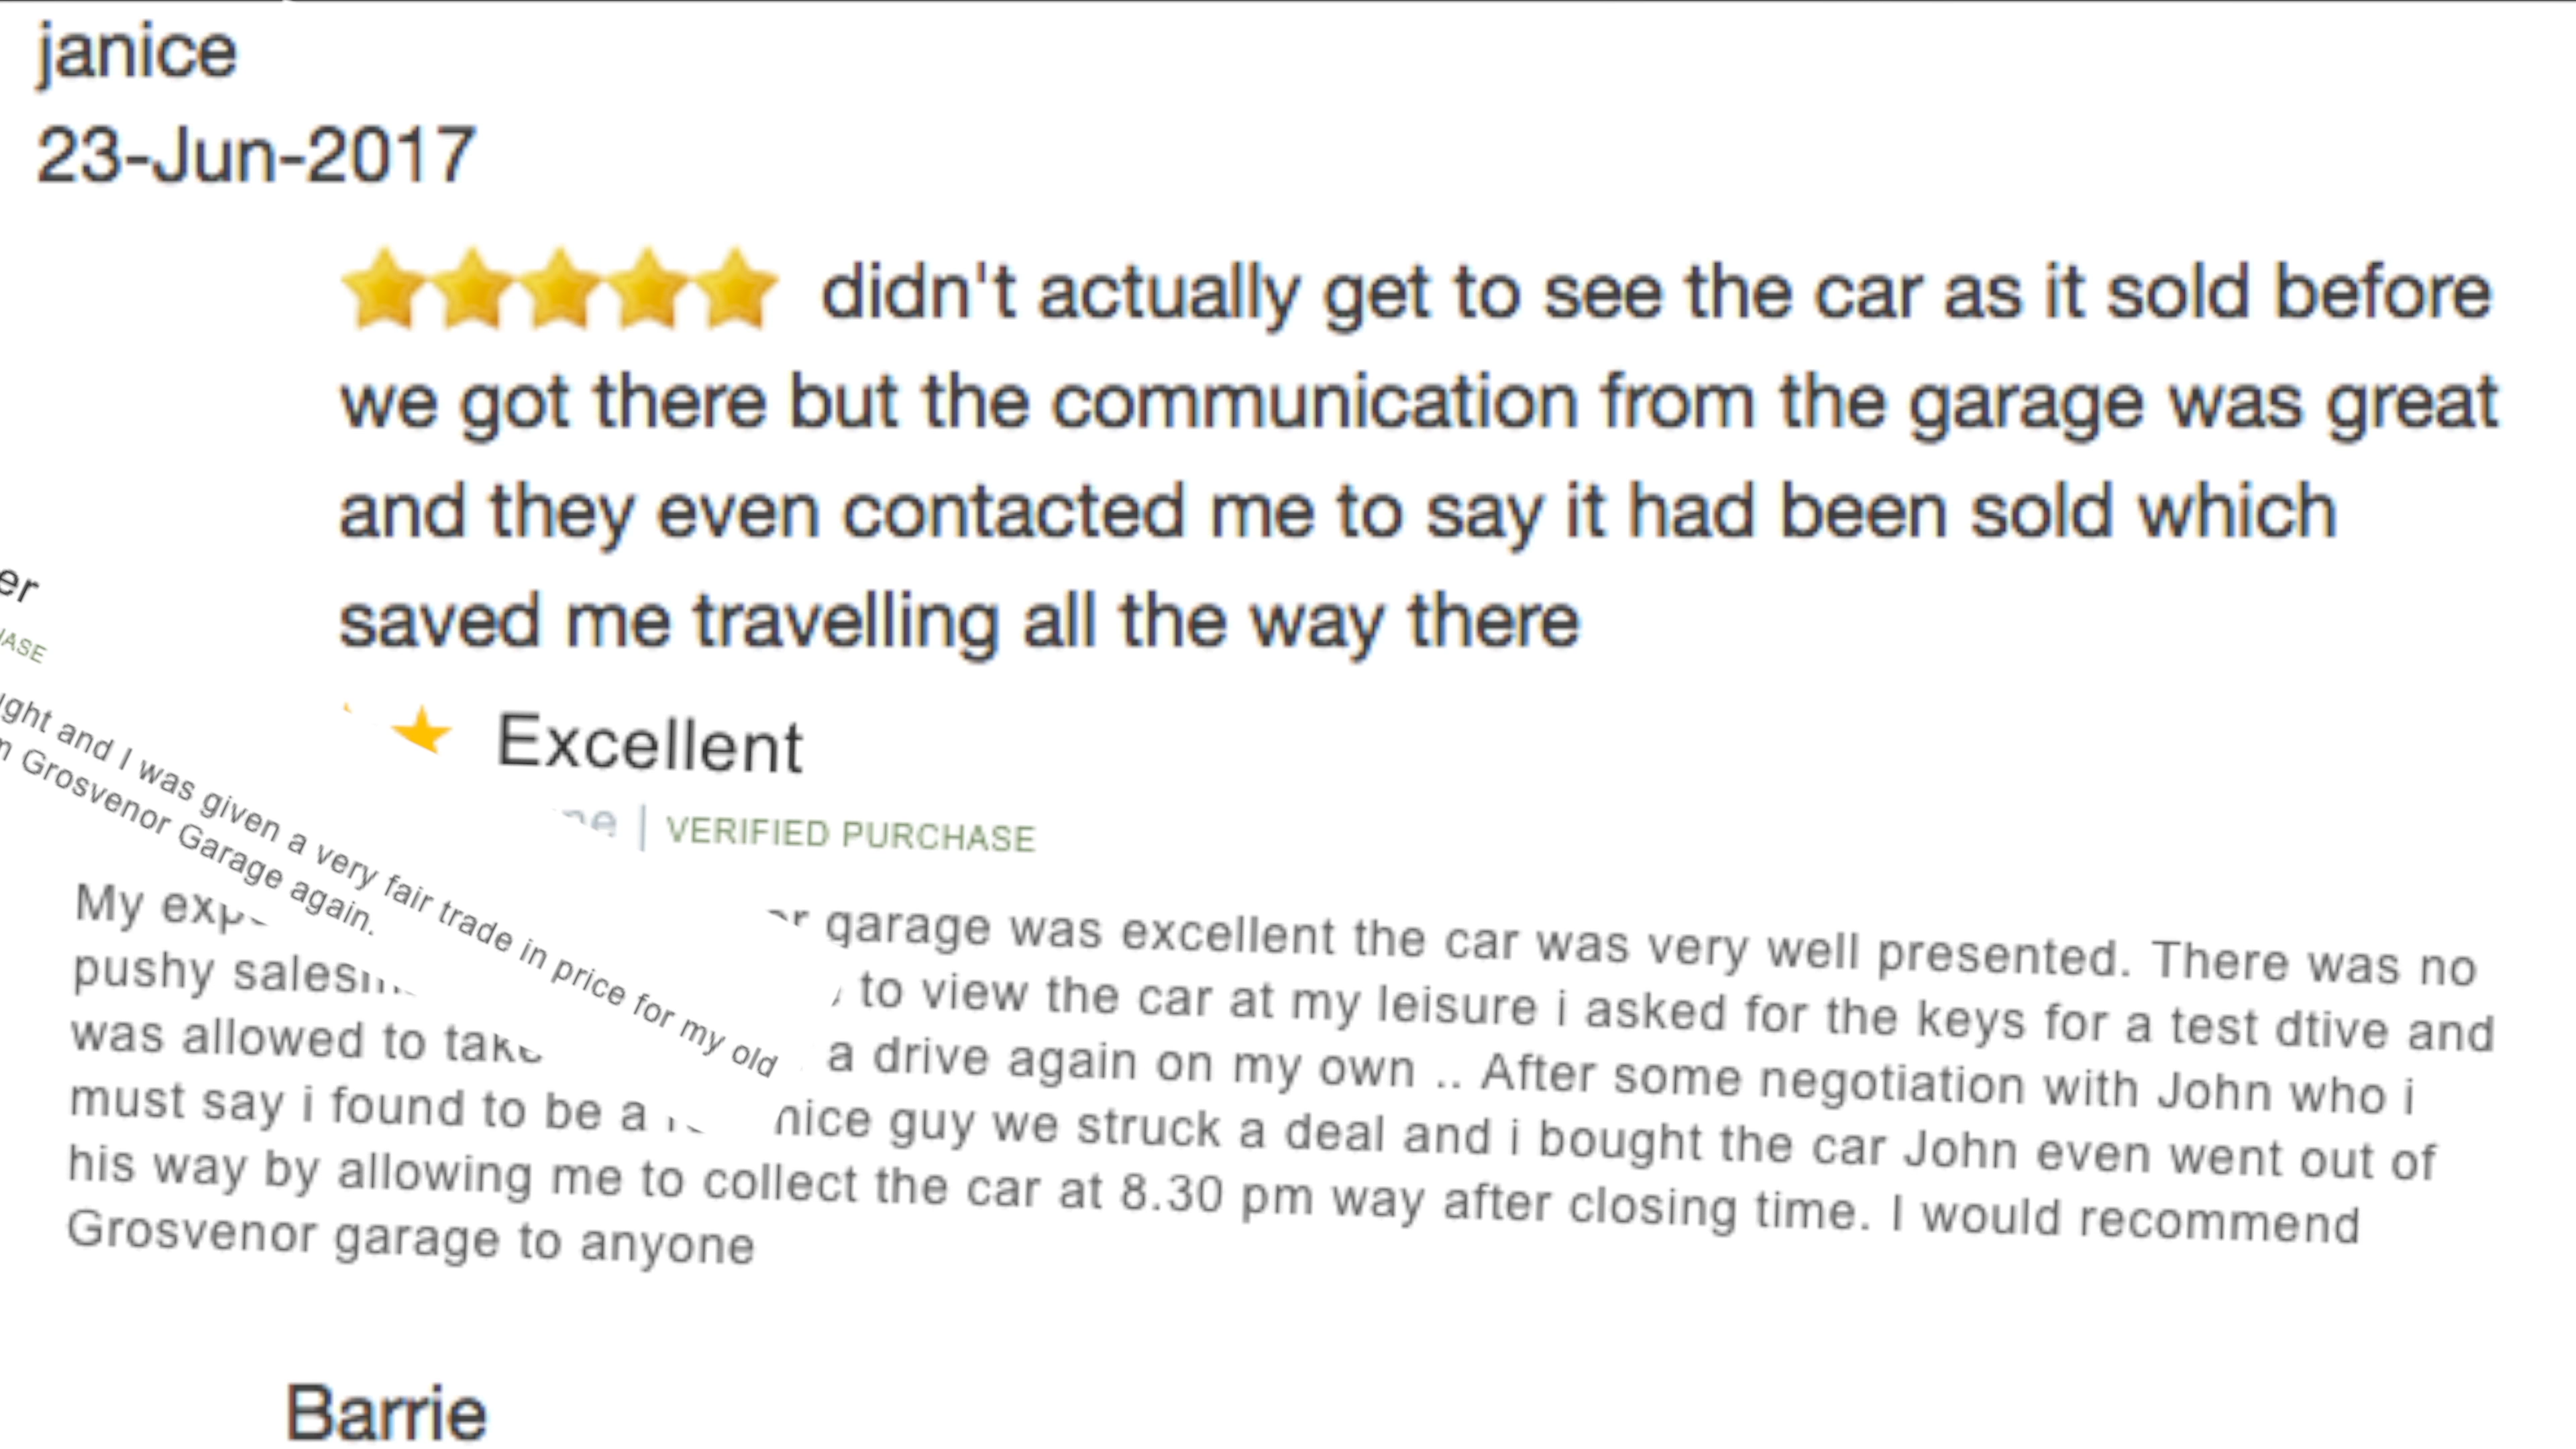 janice
23-Jun-2017
didn't actually get to see the car as it sold before
we got there but the communication from the garage was great
and they even contacted me to say it had been sold which
saved me travelling all the way there
Excellent
| VERIFIED PURCHASE
and I was given a very fair trade in price for my old
Grosvenor Garage again.
My
garage was excellent the car was very well presented. There was no
pushy
to view the car at my leisure i asked for the keys for a test dtive and
was allowed to take
a drive again on my own .. After some negotiation with John who i
must say i found to be a
nice guy we struck a deal and i bought the car John even went out of
his way by allowing me to collect the car at 8.30 pm way after closing time. I would recommend
Grosvenor garage to anyone
Barrie